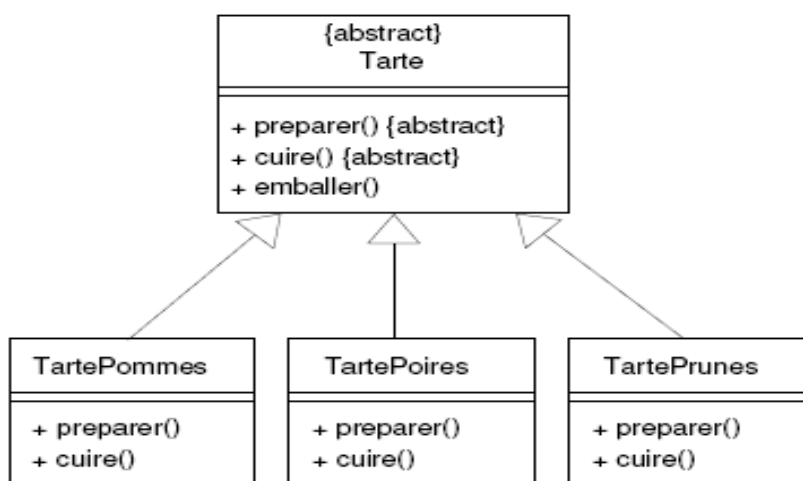 {abstract}
Tarte
+ preparer() {abstract}
+ cuire() {abstract}
+ emballer()
TartePommes
+ preparer()
+ cuire()
TartePoires
+ preparer()
+ cuire()
TartePrunes
+ preparer()
+ cuire()